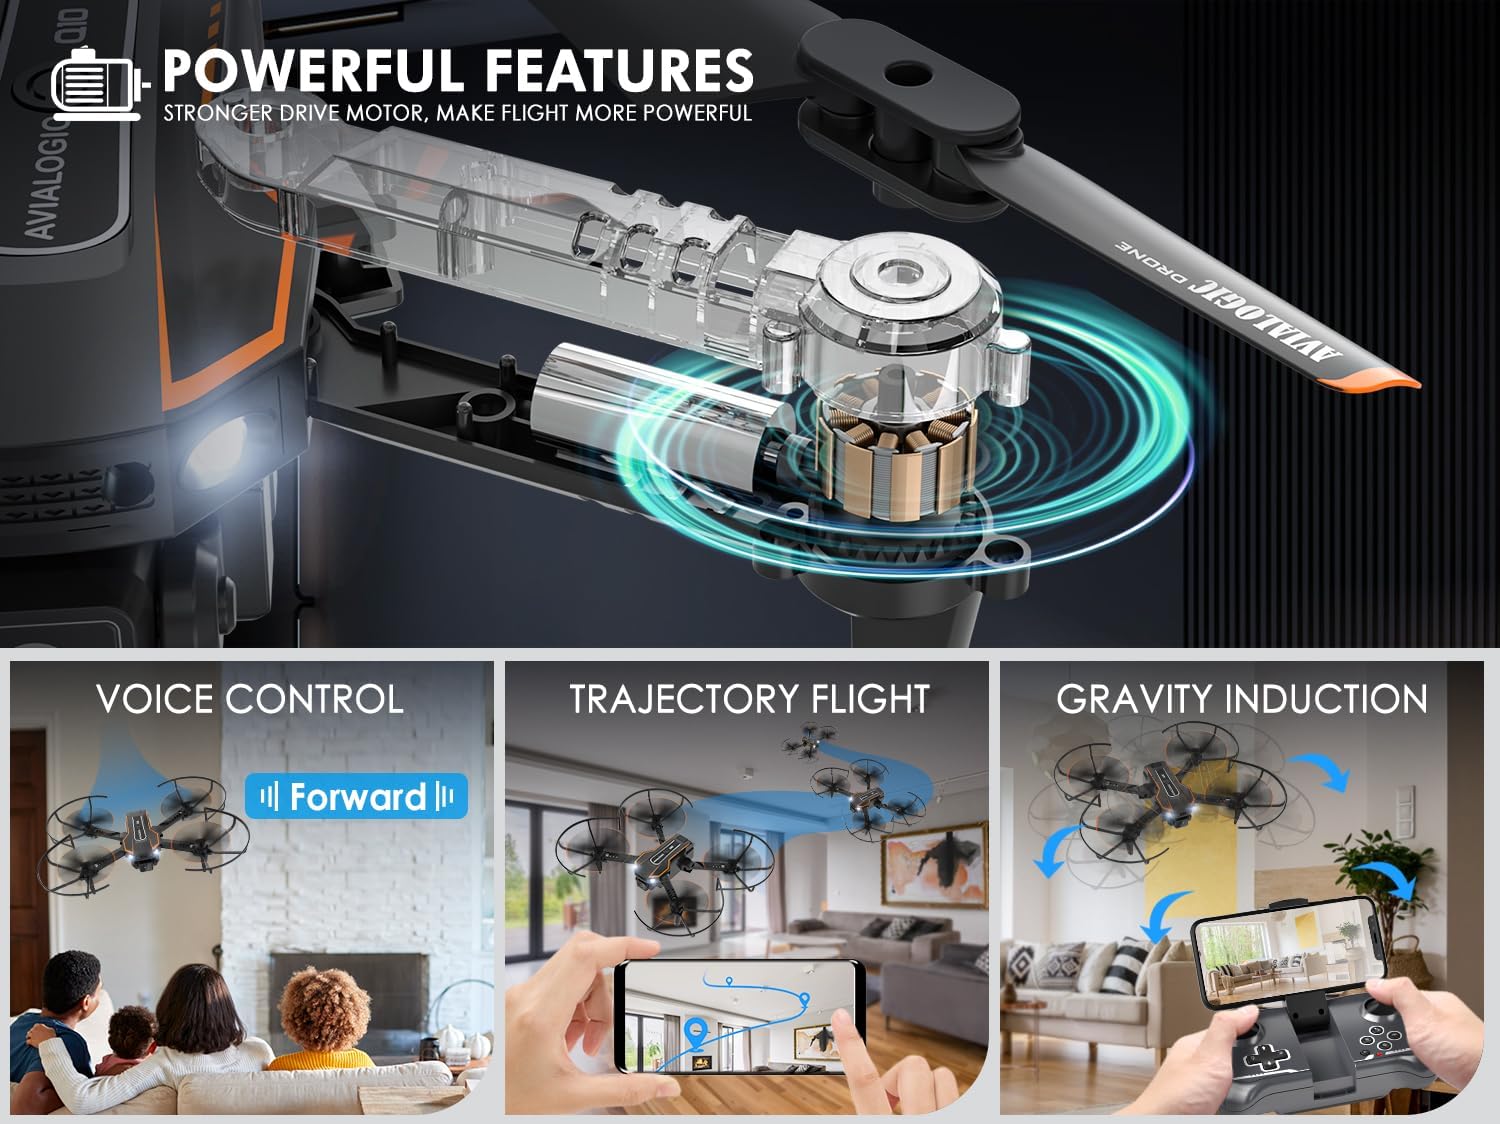 AVIALOGIC Q10
POWERFUL FEATURES
STRONGER DRIVE MOTOR, MAKE FLIGHT MORE POWERFUL
AVIALOGIC DRONE
VOICE CONTROL
Forward
TRAJECTORY FLIGHT
GRAVITY INDUCTION